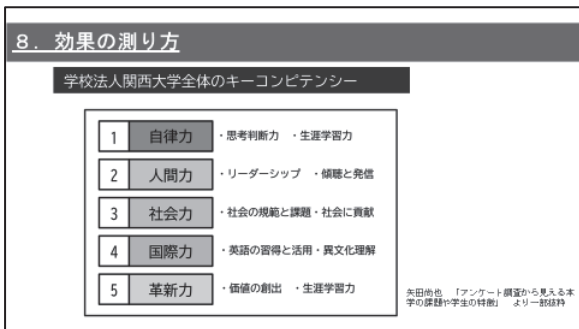 8．効果の測り方
学校法人関西大学全体のキーコンピテンシー
1 自律力 ・思考判断力 ・生涯学習力
2 人間力 ・リーダーシップ ・傾聴と発信
3 社会力 ・社会の規範と課題・社会に貢献
4 国際力 ・英語の習得と活用・異文化理解
5 革新力 ・価値の創出 ・生涯学習力
矢田尚也 「アンケート調査から見える本
学の課題や学生の特徴」 より一部抜粋